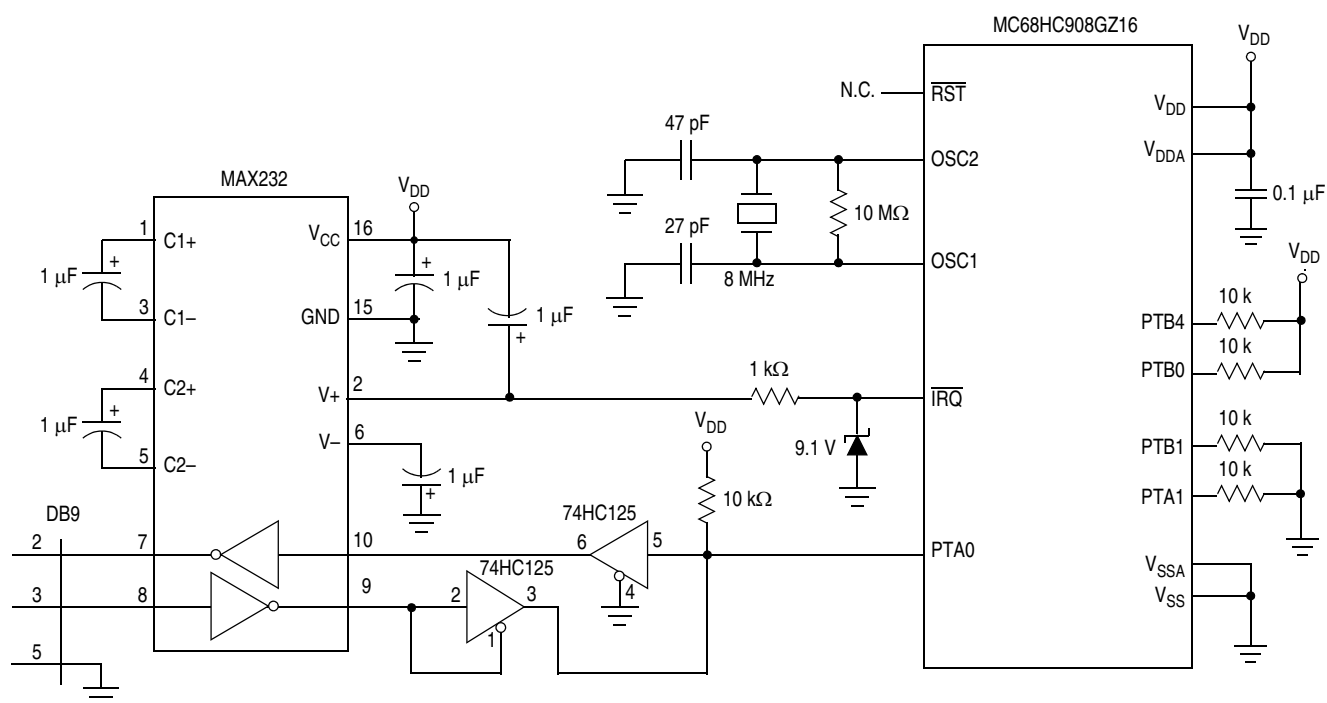 MC68HC908GZ16
V_DD
N.C.
RST
V_DD
47 pF
OSC2
V_DDA
MAX232
V_DD
10 MΩ
0.1 µF
1
C1+
V_CC
16
27 pF
+
+
1 µF
1 µF
8 MHz
OSC1
V_DD
3
C1–
GND
15
1 µF
+
10 k
PTB4
10 k
PTB0
4
C2+
1 kΩ
V+
2
IRQ
+
1 µF
V_DD
10 k
6
V–
9.1 V
PTB1
5
C2–
1 µF
+
10 k
10 kΩ
PTA1
DB9
74HC125
2
7
10
6
5
PTA0
74HC125
4
V_SSA
3
8
9
2
3
V_SS
1
5